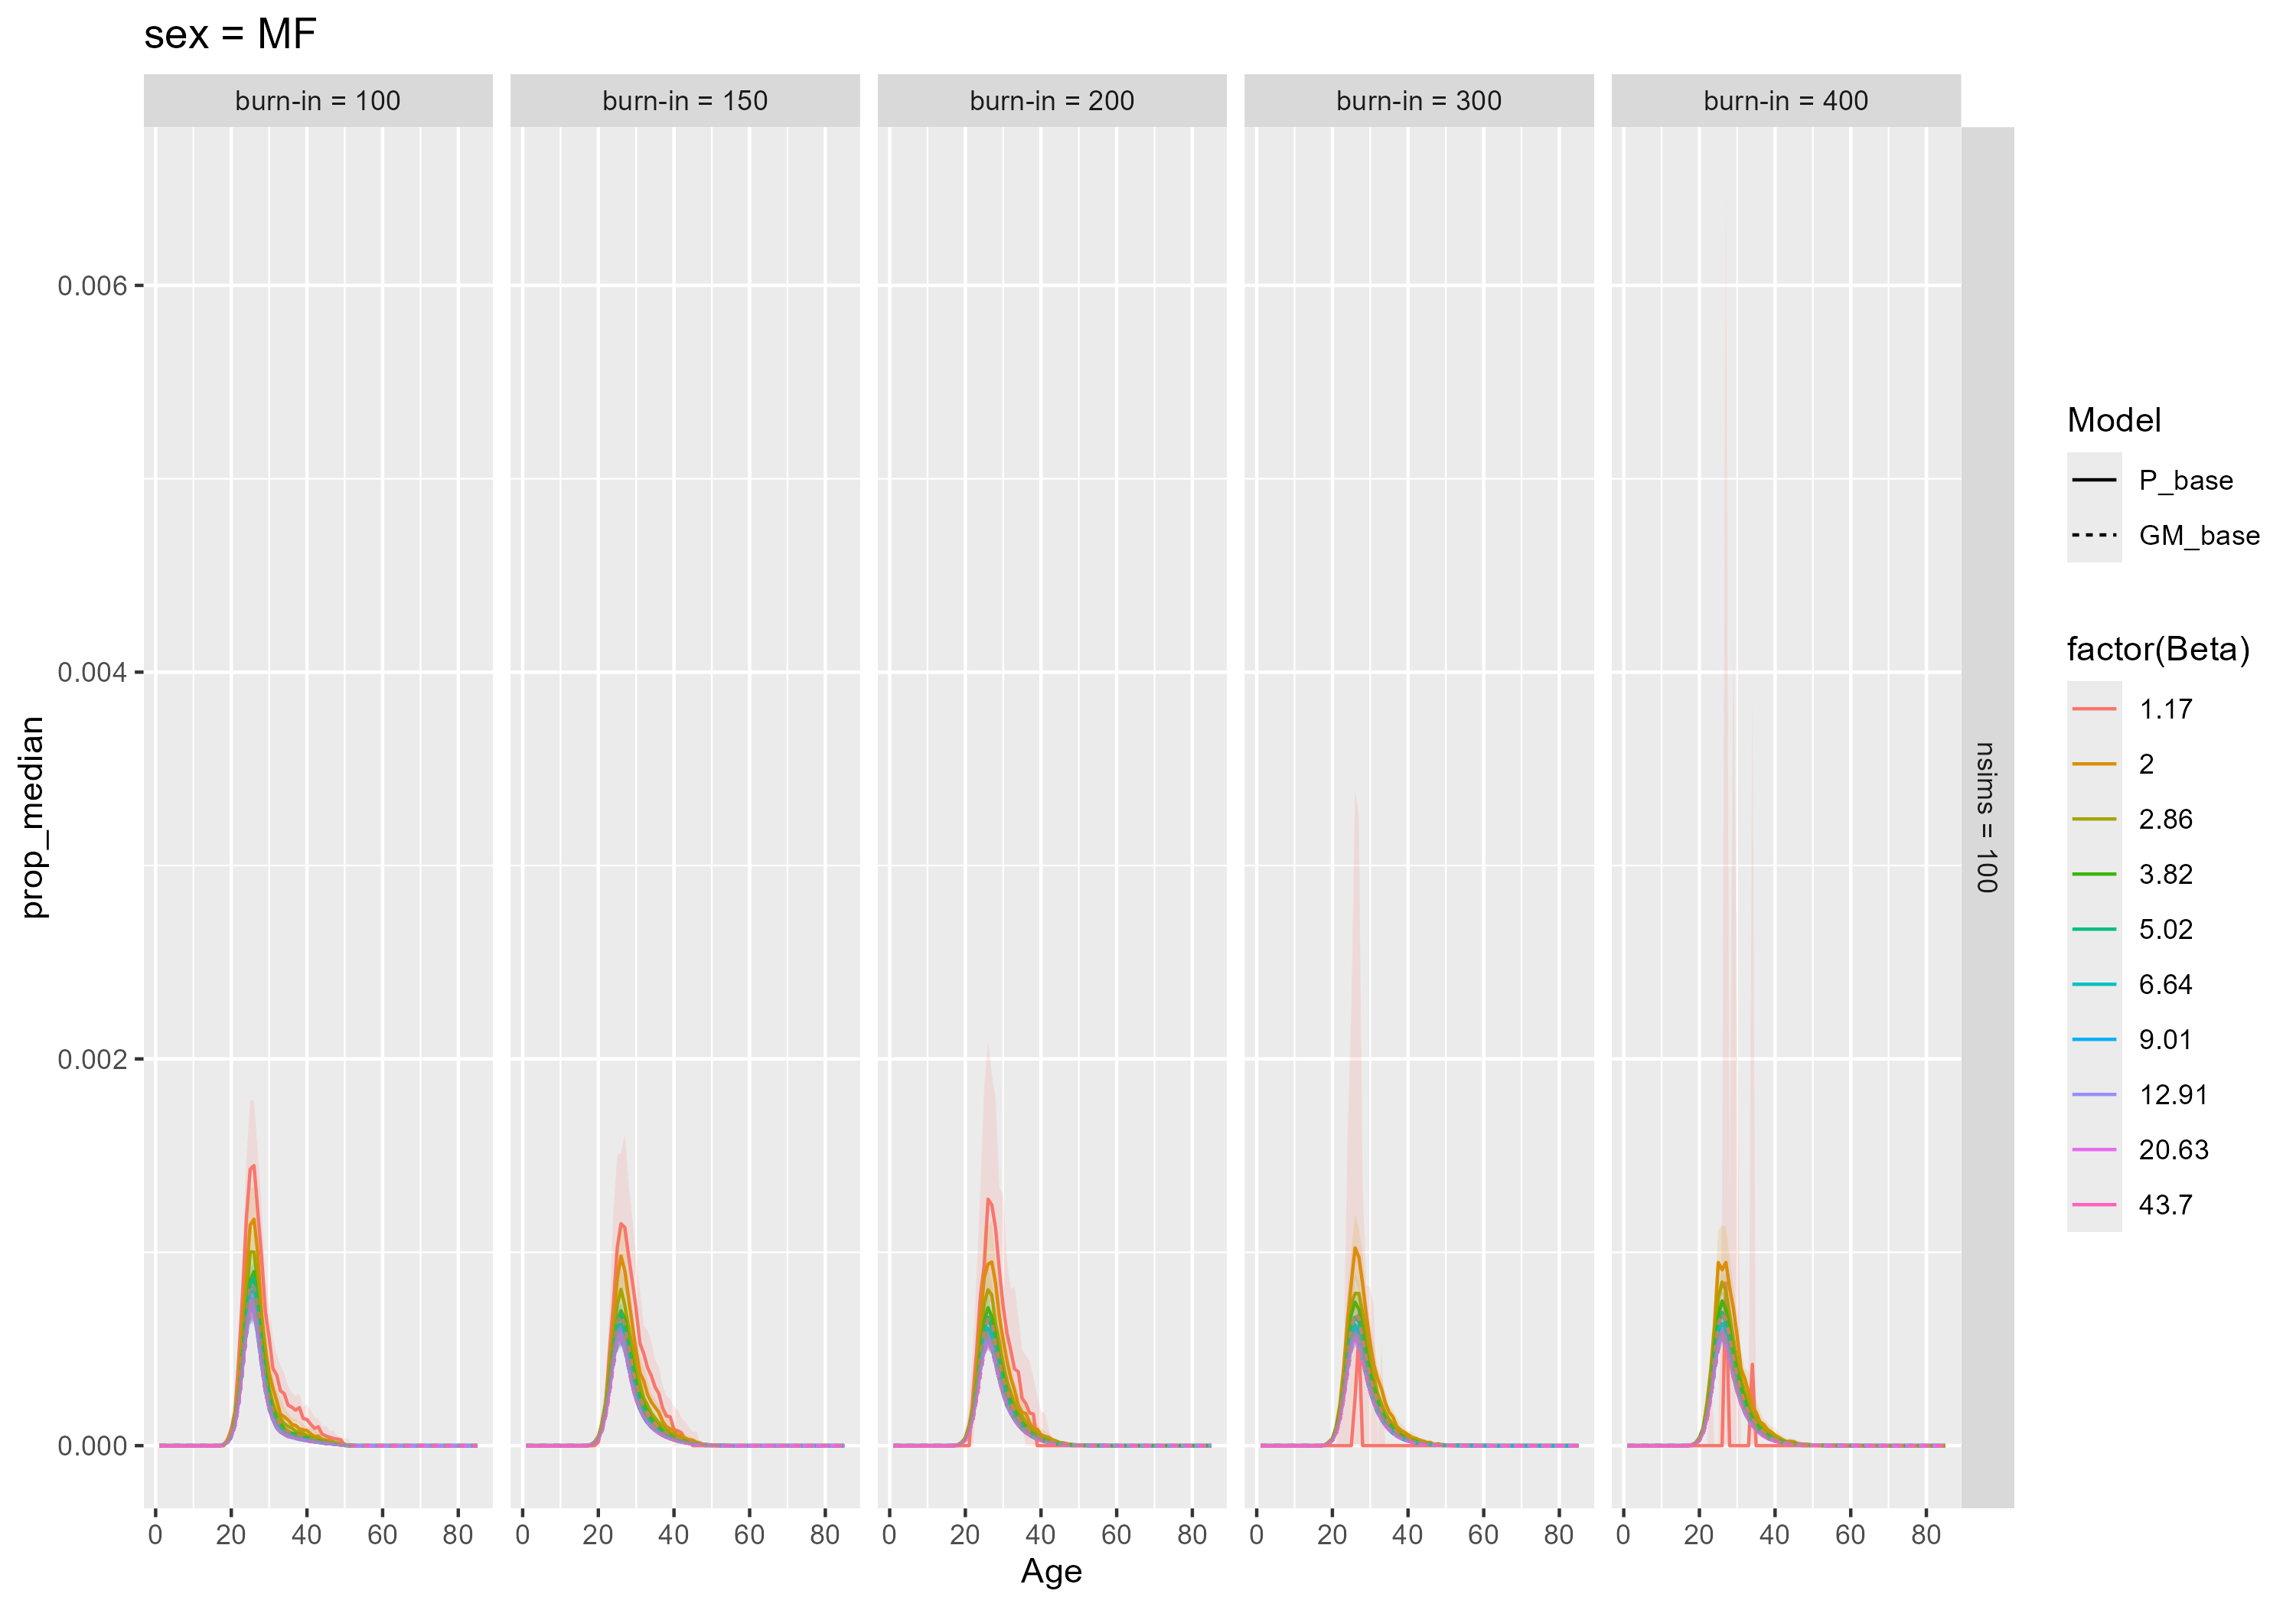 sex = MF
burn-in = 100
burn-in = 150
burn-in = 200
burn-in = 300
burn-in = 400
nsims = 100
prop_median
0.006
0.004
0.002
0.000
0 20 40 60 80
0 20 40 60 80
0 20 40 60 80
0 20 40 60 80
0 20 40 60 80
Age
Model
P_base
GM_base
factor(Beta)
1.17
2
2.86
3.82
5.02
6.64
9.01
12.91
20.63
43.7